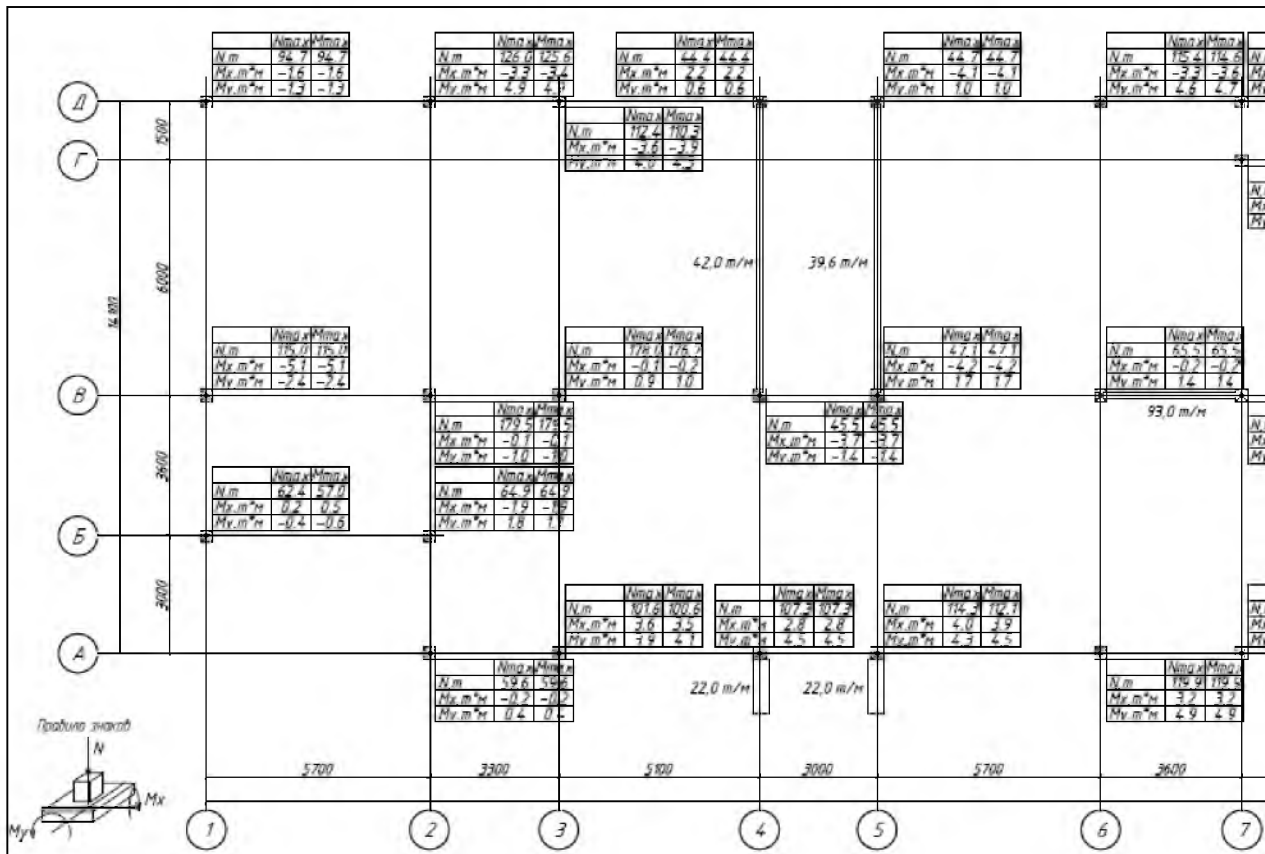 Nmax Mmax
N,т 94.7 94.7
Mx,т*м -1.6 -1.6
My,т*м -1.3 -1.3
Nmax Mmax
N,т 126.0 125.6
Mx,т*м -3.3 -3.4
My,т*м 4.9
Nmax Mmax
N,т 44.4 44.4
Mx,т*м 2.2 2.2
My,т*м 0.6 0.6
Nmax Mmax
N,т 44.7 44.7
Mx,т*м -4.1 -4.1
My,т*м 1.0 1.0
Nmax Mmax
N,т 115.4 114.6
Mx,т*м -3.3 -3.6
My,т*м 4.6 4.7
Д
Nmax Mmax
N,т 112.4 110.3
Mx,т*м -3.6 -3.9
My,т*м 4.0 4.3
1500
Г
42,0 т/м
39,6 т/м
6000
14100
Nmax Mmax
N,т 115.0 115.0
Mx,т*м -5.1 -5.1
My,т*м -2.4 -2.4
Nmax Mmax
N,т 178.0 176.7
Mx,т*м -0.1 -0.2
My,т*м 0.9 1.0
Nmax Mmax
N,т 47.1 47.1
Mx,т*м -4.2 -4.2
My,т*м 1.7 1.7
Nmax Mmax
N,т 65.5 65.5
Mx,т*м -0.2 -0.2
My,т*м 1.4 1.4
В
93,0 т/м
Nmax Mmax
N,т 179.5 179.5
Mx,т*м -0.1 -0.1
My,т*м -1.0 -1.0
Nmax Mmax
N,т 45.5 45.5
Mx,т*м -3.7 -3.7
My,т*м -1.4 -1.4
3600
Nmax Mmax
N,т 62.4 57.0
Mx,т*м 0.2 0.5
My,т*м -0.4 -0.6
Nmax Mmax
N,т 64.9 64.9
Mx,т*м -1.9 -1.9
My,т*м 1.8
Б
3000
Nmax Mmax
N,т 101.6 100.6
Mx,т*м 3.6 3.5
My,т*м 3.9 4.1
Nmax Mmax
N,т 107.3 107.3
Mx,т*м 2.8 2.8
My,т*м 4.5 4.5
Nmax Mmax
N,т 114.3 112.1
Mx,т*м 4.0 3.9
My,т*м 4.3 4.5
А
Nmax Mmax
N,т 59.6 59.6
Mx,т*м -0.2 -0.2
My,т*м 0.4
22,0 т/м
22,0 т/м
Nmax Mmax
N,т 119.9 119.9
Mx,т*м 3.2 3.2
My,т*м 4.9 4.9
Правило знаков
N
Mx
My
5700 3300 5100 3000 5700 3600
1 2 3 4 5 6 7